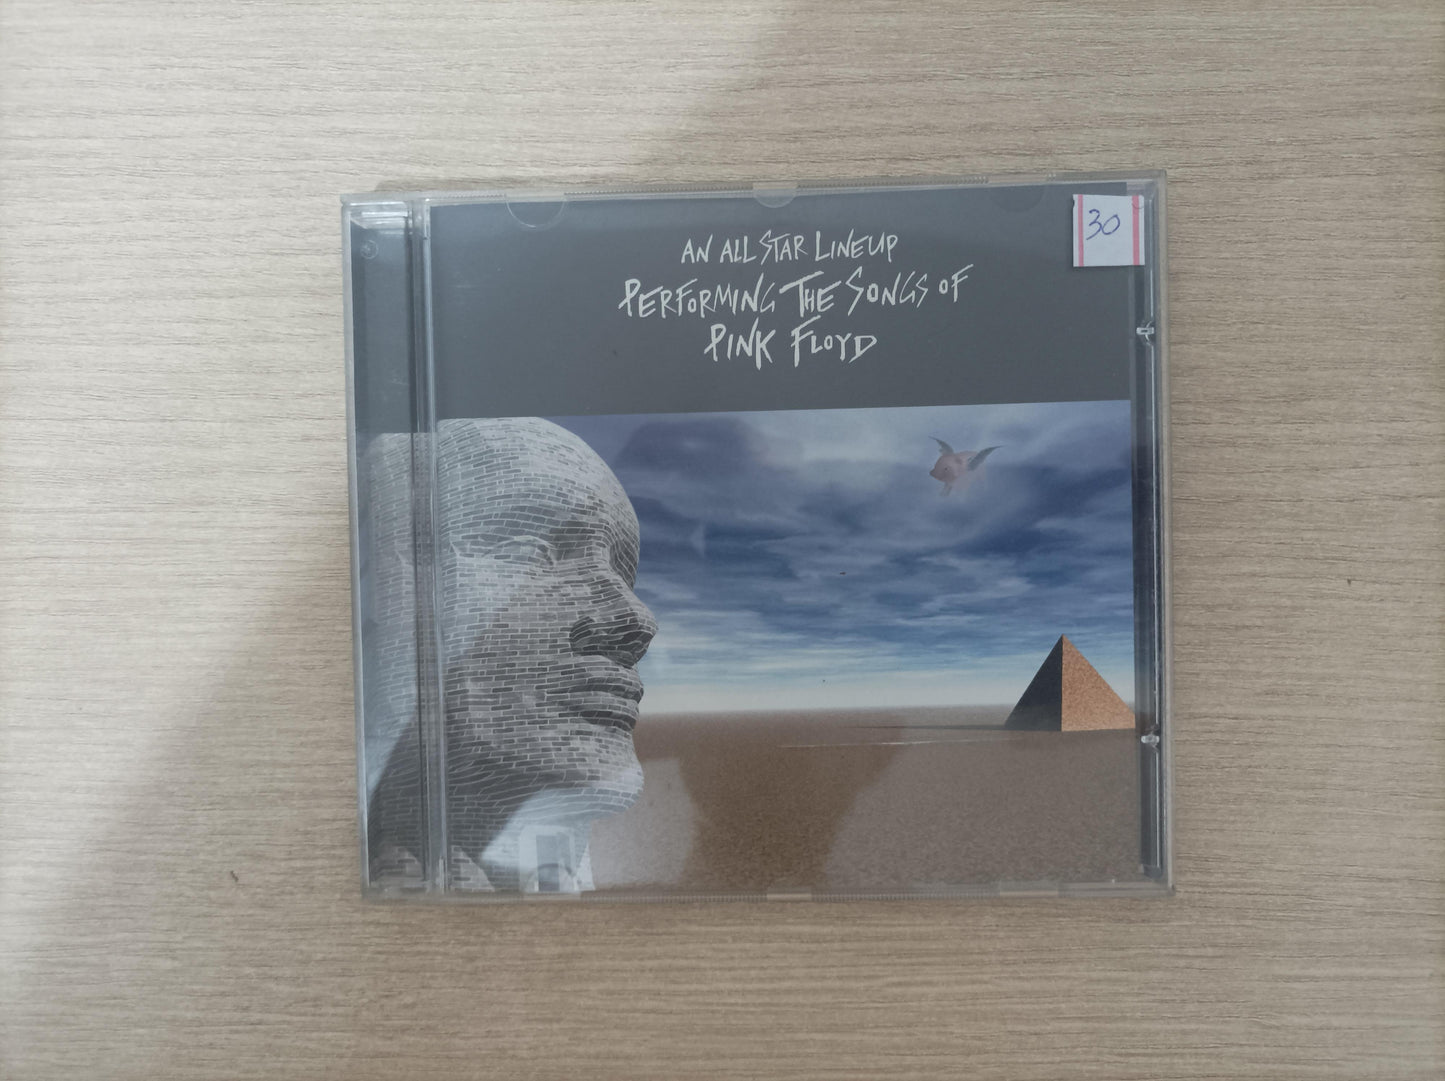 30
AN ALL STAR LINEUP
PERFORMING THE SONGS OF
PINK FLOYD